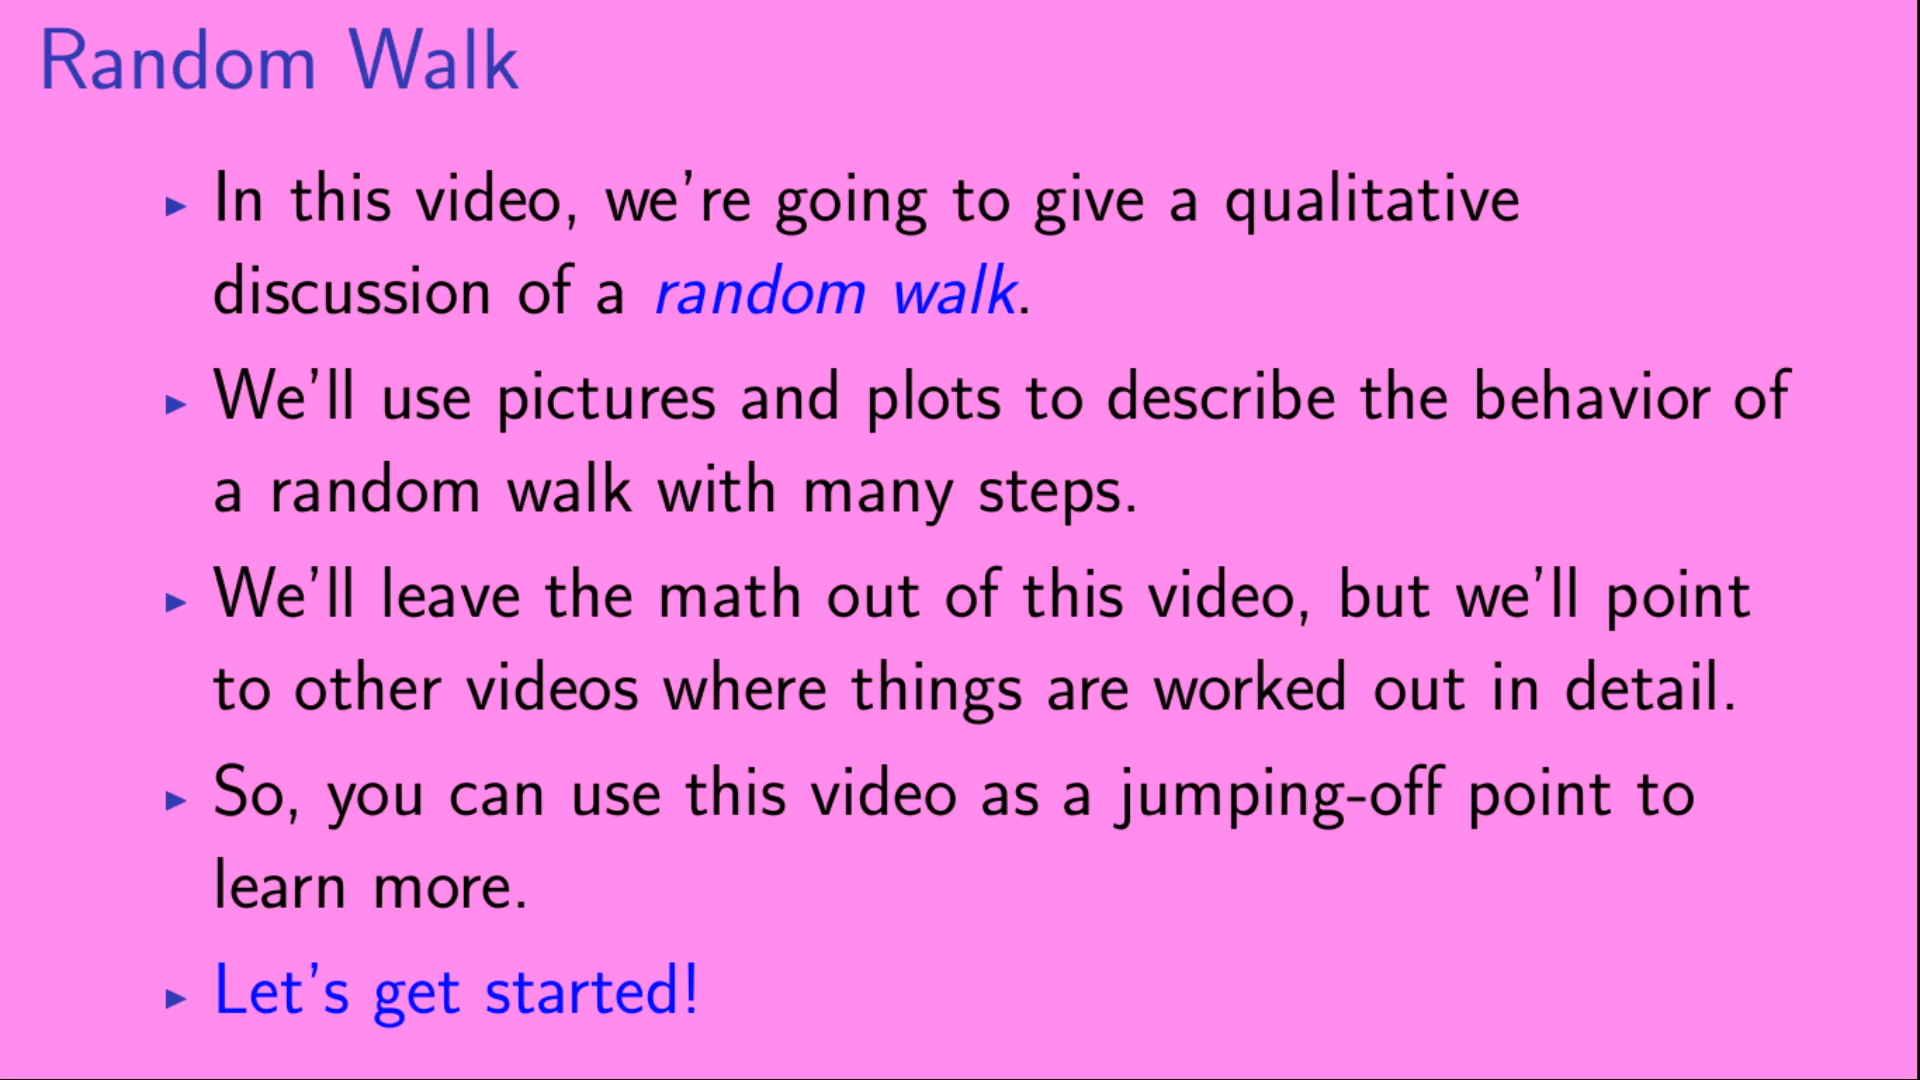 Random Walk
▶ In this video, we're going to give a qualitative
discussion of a random walk.
▶ We'll use pictures and plots to describe the behavior of
a random walk with many steps.
▶ We'll leave the math out of this video, but we'll point
to other videos where things are worked out in detail.
▶ So, you can use this video as a jumping-off point to
learn more.
▶ Let's get started!